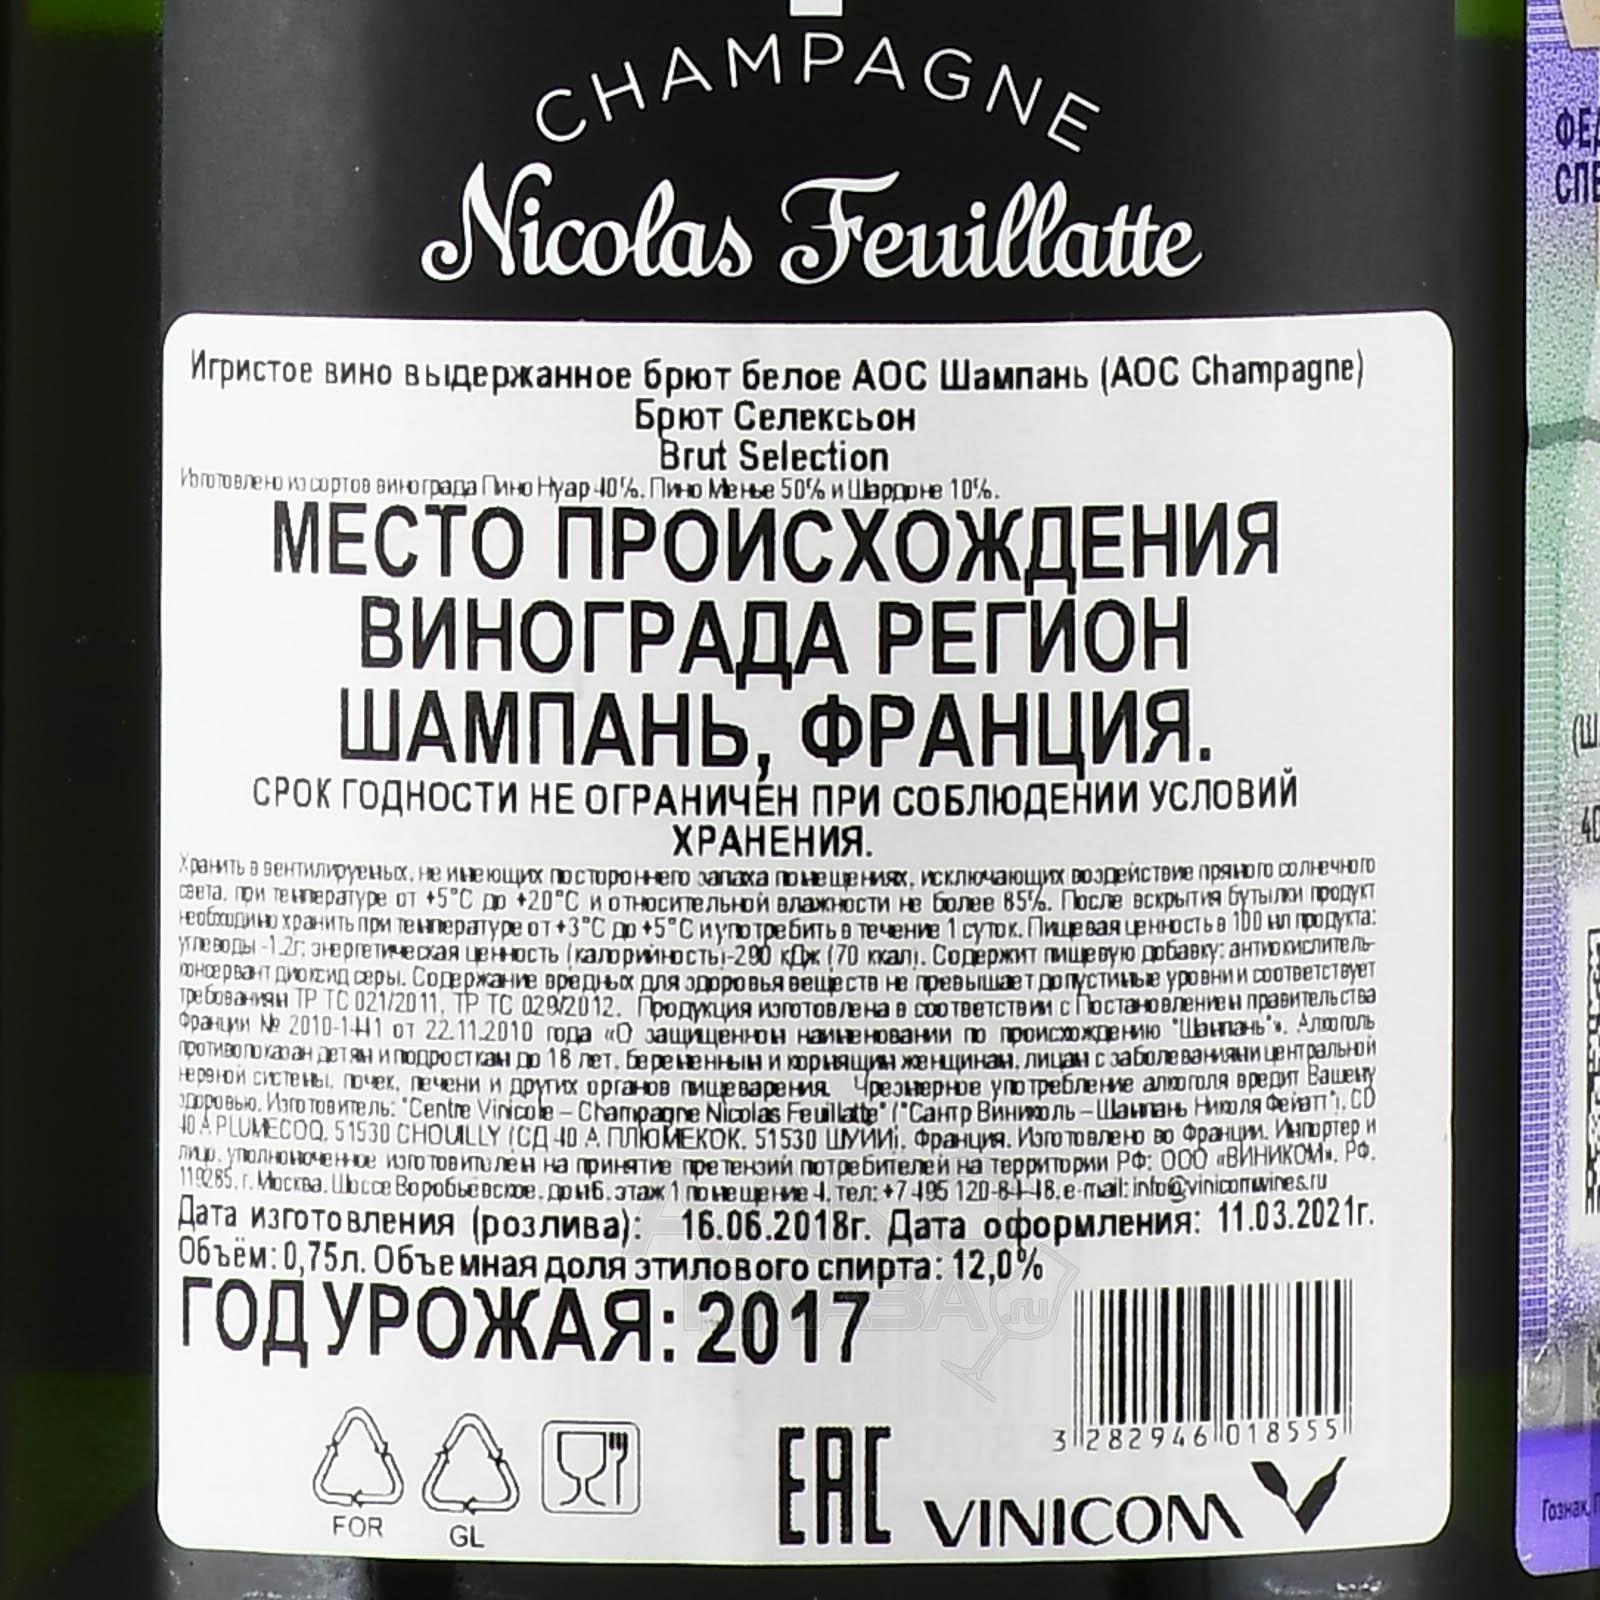 CHAMPAGNE
Nicolas Feuillatte
Игристое вино выдержанное брют белое АОС Шампань (AOC Champagne)
Брют Селексьон
Brut Selection
Изготовлено из сортов винограда Пино Нуар 40%, Пино Менье 50% и Шардоне 10%.
МЕСТО ПРОИСХОЖДЕНИЯ
ВИНОГРАДА РЕГИОН
ШАМПАНЬ, ФРАНЦИЯ.
СРОК ГОДНОСТИ НЕ ОГРАНИЧЕН ПРИ СОБЛЮДЕНИИ УСЛОВИЙ
ХРАНЕНИЯ.
Хранить в вентилируемых, не имеющих постороннего запаха помещениях, исключающих воздействие прямого солнечного
света, при температуре от +5°С до +20°С и относительной влажности не более 85%. После вскрытия бутылки продукт
необходимо хранить при температуре от +3°С до +5°С и употребить в течение 1 суток. Пищевая ценность в 100 мл продукта:
углеводы -1,2г; энергетическая ценность (калорийность)-290 кДж (70 ккал). Содержит пищевую добавку: антиокислитель-
консервант диоксид серы. Содержание вредных для здоровья веществ не превышает допустимые уровни и соответствует
требованиям ТР ТС 021/2011, ТР ТС 029/2012. Продукция изготовлена в соответствии с Постановлением правительства
Франции № 2010-1441 от 22.11.2010 года «О защищенном наименовании по происхождению "Шампань"». Алкоголь
противопоказан детям и подросткам до 18 лет, беременным и кормящим женщинам, лицам с заболеваниями центральной
нервной системы, почек, печени и других органов пищеварения. Чрезмерное употребление алкоголя вредит Вашему
здоровью. Изготовитель: "Centre Vinicole – Champagne Nicolas Feuillatte" ("Сантр Виниколь – Шампань Николя Фейатт"), CD
40 A PLUMECOQ, 51530 CHOUILLY (СД 40 А ПЛЮМЕКОК, 51530 ШУИЙ), Франция. Изготовлено во Франции. Импортер и
лицо, уполномоченное изготовителем на принятие претензий потребителей на территории РФ: ООО «ВИНИКОМ», РФ,
119285, г. Москва, Шоссе Воробьевское, дом 6, этаж 1 помещение 4, тел: +7 495 120-84-48, e-mail: info@vinicomwines.ru
Дата изготовления (розлива): 16.06.2018г. Дата оформления: 11.03.2021г.
Объём: 0,75л. Объемная доля этилового спирта: 12,0%
ГОД УРОЖАЯ: 2017
FOR
GL
EAC
3 282946 018555
VINICOM
ФЕД
СПЕ
(Ш
40
Гознак,
АЛКО
ПЛАЗА.ru